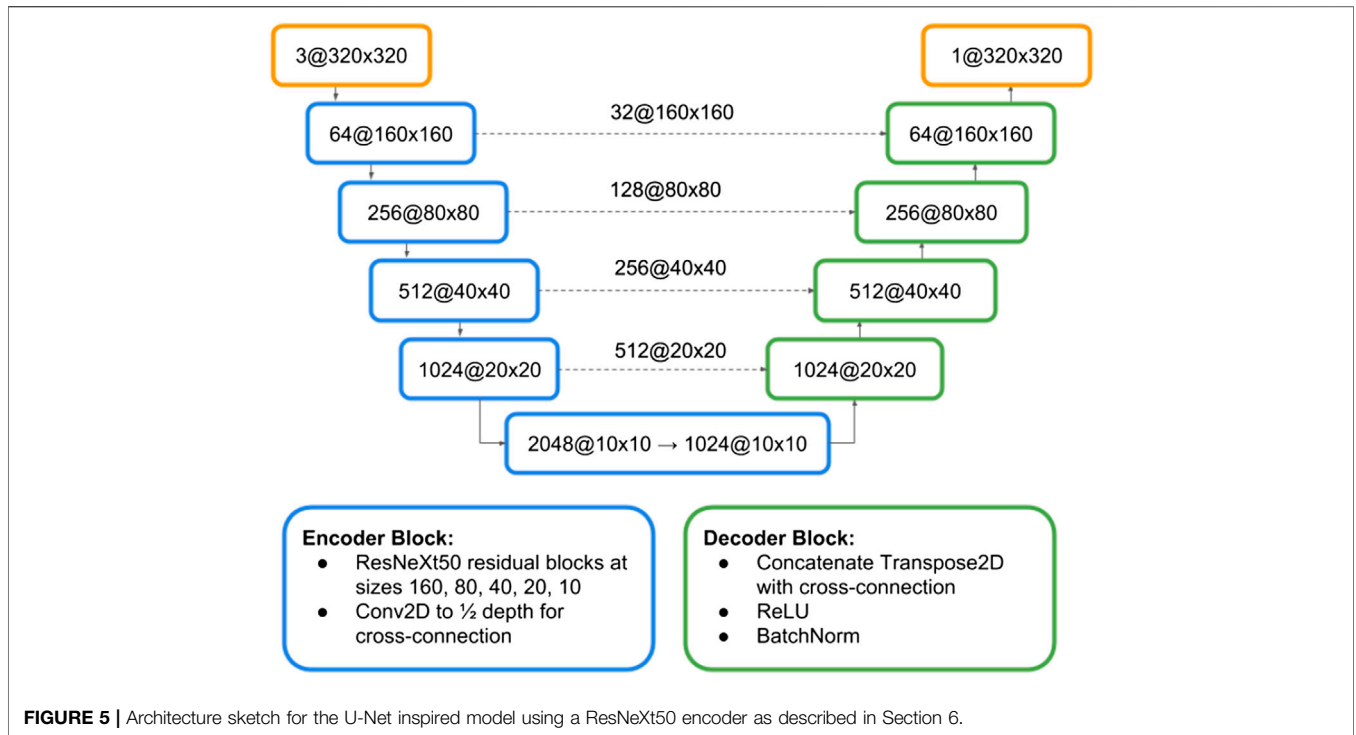 3@320x320
1@320x320
64@160x160
32@160x160
64@160x160
256@80x80
128@80x80
256@80x80
512@40x40
256@40x40
512@40x40
1024@20x20
512@20x20
1024@20x20
2048@10x10 → 1024@10x10
Encoder Block:
● ResNeXt50 residual blocks at
sizes 160, 80, 40, 20, 10
● Conv2D to ½ depth for
cross-connection
Decoder Block:
● Concatenate Transpose2D
with cross-connection
● ReLU
● BatchNorm
FIGURE 5 | Architecture sketch for the U-Net inspired model using a ResNeXt50 encoder as described in Section 6.